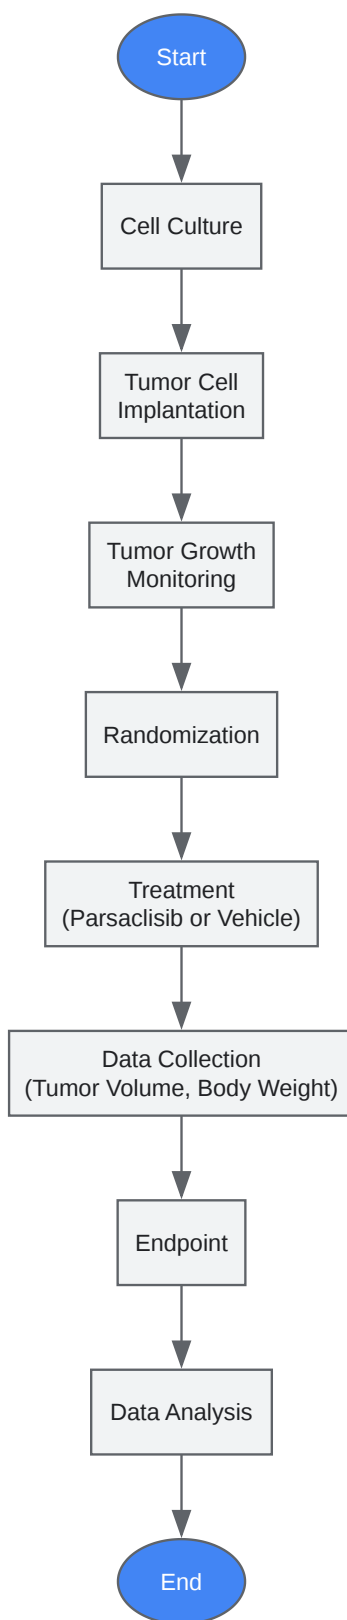 Start
Cell Culture
Tumor Cell
Implantation
Tumor Growth
Monitoring
Randomization
Treatment
(Parsaclisib or Vehicle)
Data Collection
(Tumor Volume, Body Weight)
Endpoint
Data Analysis
End